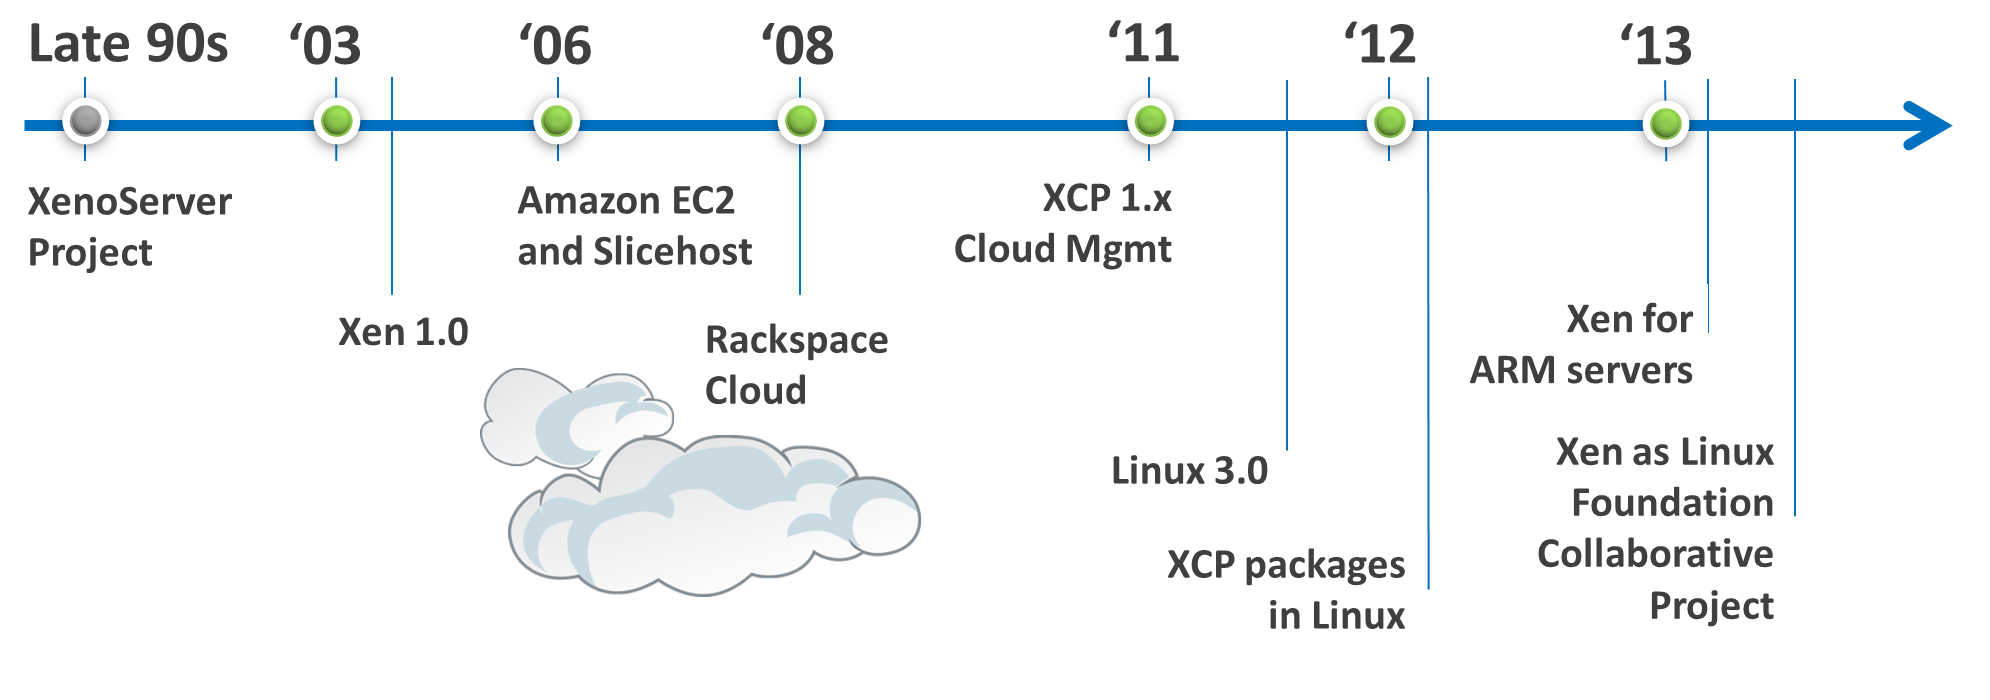 Late 90s
‘03
‘06
‘08
‘11
‘12
‘13
XenoServer
Project
Xen 1.0
Amazon EC2
and Slicehost
Rackspace
Cloud
XCP 1.x
Cloud Mgmt
Linux 3.0
XCP packages
in Linux
Xen for
ARM servers
Xen as Linux
Foundation
Collaborative
Project